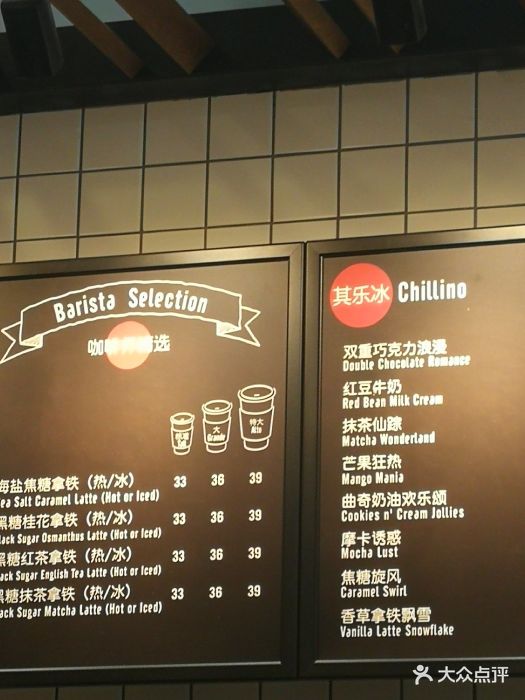 Barista Selection
咖啡师精选
大
Grande
特大
海盐焦糖拿铁（热/冰） 33 36 39
Sea Salt Caramel Latte (Hot or Iced)
黑糖桂花拿铁（热/冰） 33 36 39
Black Sugar Osmanthus Latte (Hot or Iced)
黑糖红茶拿铁（热/冰） 33 36 39
Black Sugar English Tea Latte (Hot or Iced)
黑糖抹茶拿铁（热/冰） 33 36 39
Black Sugar Matcha Latte (Hot or Iced)
其乐冰 Chillino
双重巧克力浪漫
Double Chocolate Romance
红豆牛奶
Red Bean Milk Cream
抹茶仙踪
Matcha Wonderland
芒果狂热
Mango Mania
曲奇奶油欢乐颂
Cookies n' Cream Jollies
摩卡诱惑
Mocha Lust
焦糖旋风
Caramel Swirl
香草拿铁飘雪
Vanilla Latte Snowflake
大众点评